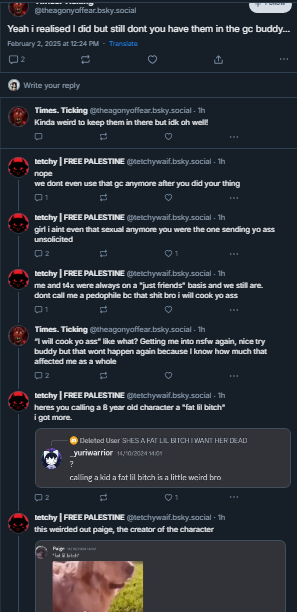 @theagonyoffear.bsky.social
Yeah i realised I did but still dont you have them in the gc buddy...
February 2, 2025 at 12:24 PM · Translate
2
Write your reply
Times. Ticking @theagonyoffear.bsky.social · 1h
Kinda weird to keep them in there but idk oh well!
tetchy | FREE PALESTINE @tetchywaif.bsky.social · 1h
nope
we dont even use that gc anymore after you did your thing
1
tetchy | FREE PALESTINE @tetchywaif.bsky.social · 1h
girl i aint even that sexual anymore you were the one sending yo ass
unsolicited
2 1
tetchy | FREE PALESTINE @tetchywaif.bsky.social · 1h
me and t4x were always on a "just friends" basis and we still are.
dont call me a pedophile bc that shit bro i will cook yo ass
1 1
Times. Ticking @theagonyoffear.bsky.social · 1h
"I will cook yo ass" like what? Getting me into nsfw again, nice try
buddy but that wont happen again because I know how much that
affected me as a whole
2
tetchy | FREE PALESTINE @tetchywaif.bsky.social · 1h
heres you calling a 8 year old character a "fat lil bitch"
i got more.
Deleted User SHES A FAT LIL BITCH I WANT HER DEAD
_yuriwarrior 14/10/2024 14:01
?
calling a kid a fat lil bitch is a little weird bro
2 1
tetchy | FREE PALESTINE @tetchywaif.bsky.social · 1h
this weirded out paige, the creator of the character
Paige
"fat lil bitch"